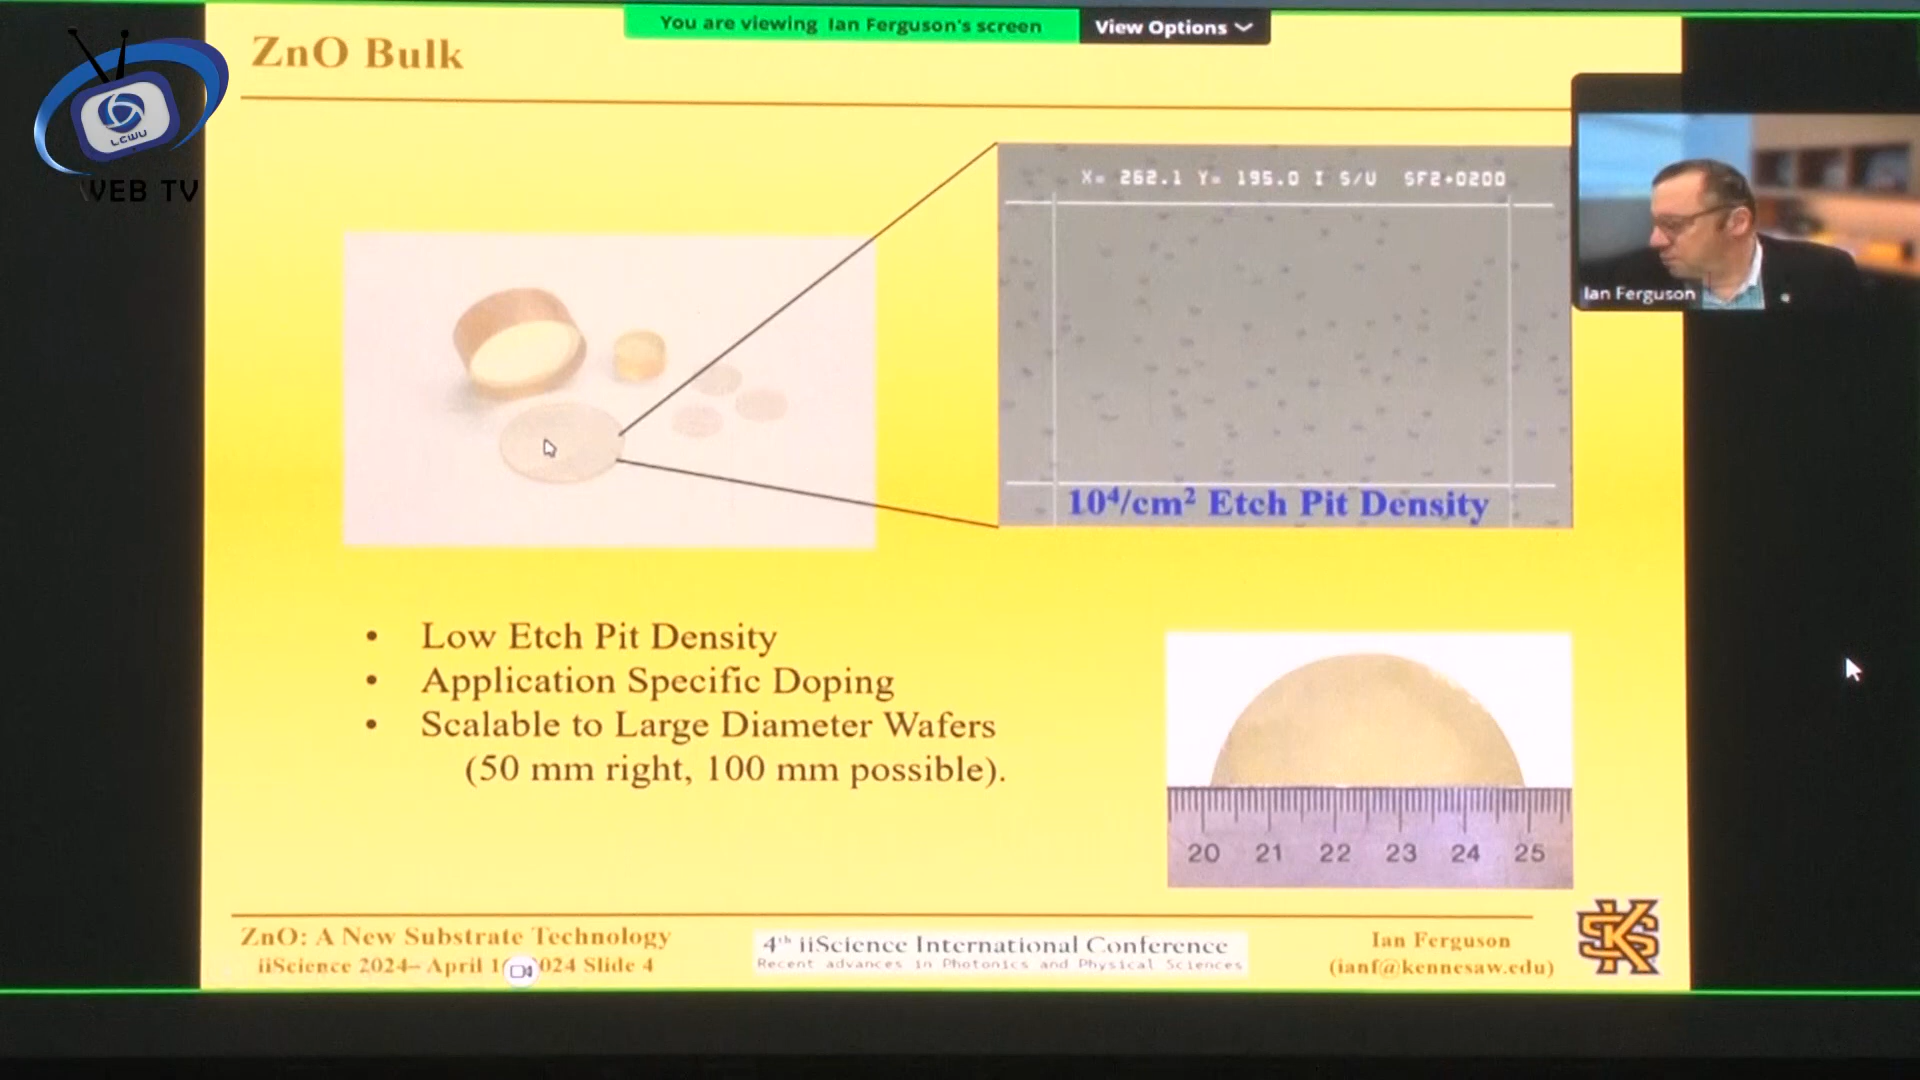 You are viewing Ian Ferguson's screen
View Options
ZnO Bulk
LCWU
WEB TV
X= 262.1 Y= 195.0 I S/U SF2+0200
Ian Ferguson
10⁴/cm² Etch Pit Density
• Low Etch Pit Density
• Application Specific Doping
• Scalable to Large Diameter Wafers
(50 mm right, 100 mm possible).
20 21 22 23 24 25
ZnO: A New Substrate Technology
iiScience 2024– April 2024 Slide 4
4th iiScience International Conference
Recent advances in Photonics and Physical Sciences
Ian Ferguson
(ianf@kennesaw.edu)
KS